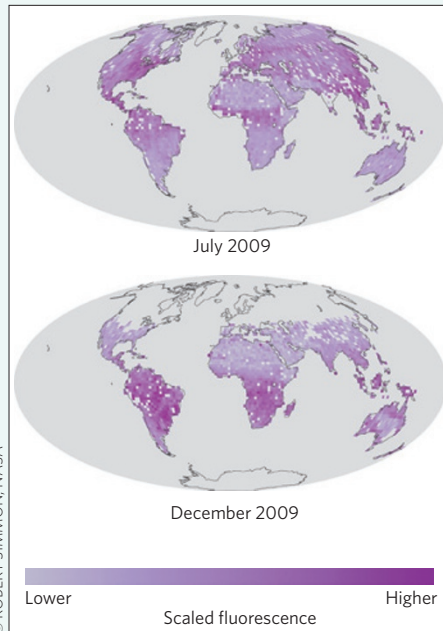 July 2009
December 2009
Lower Higher
Scaled fluorescence
© ROBERT SIMMON, NASA